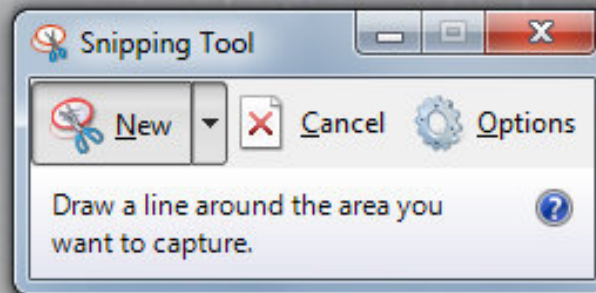 Snipping Tool
New Cancel Options
Draw a line around the area you
want to capture.